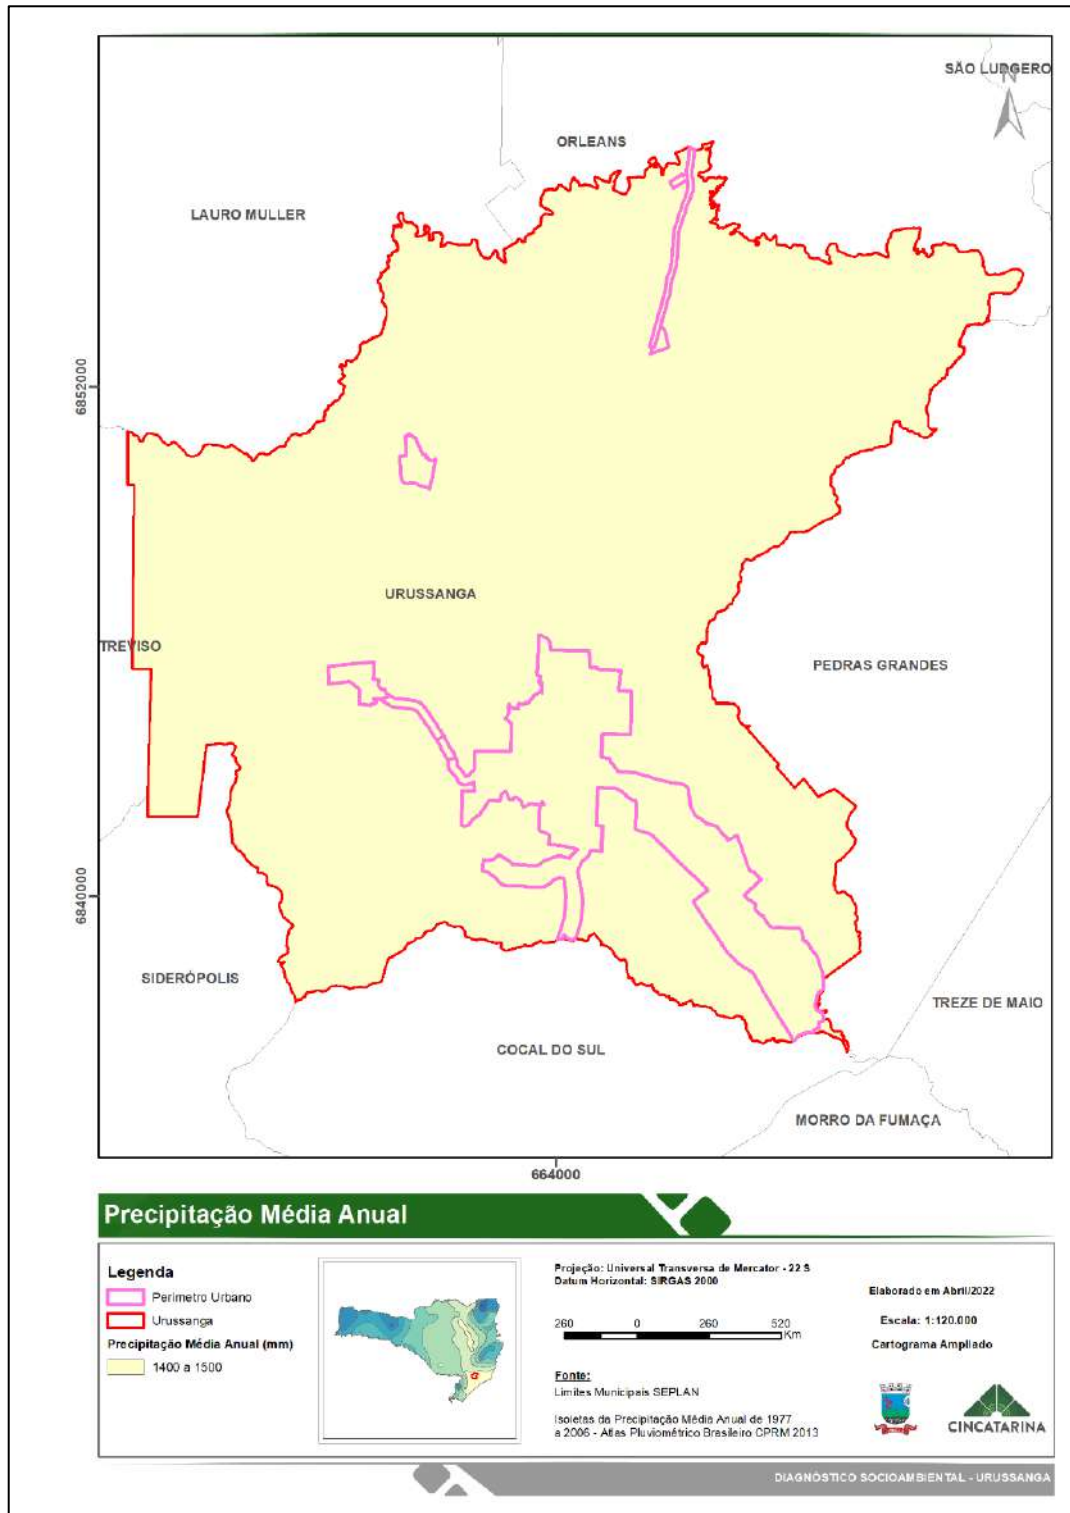 SÃO LUDGERO
N
ORLEANS
LAURO MULLER
6852000
URUSSANGA
TREVISO
PEDRAS GRANDES
6840000
SIDERÓPOLIS
TREZE DE MAIO
COCAL DO SUL
MORRO DA FUMAÇA
664000
Precipitação Média Anual
Legenda
Perimetro Urbano
Urussanga
Precipitação Média Anual (mm)
1400 a 1500
Projeção: Universal Transversa de Mercator - 22 S
Datum Horizontal: SIRGAS 2000
260 0 260 520
Km
Fonte:
Limites Municipais SEPLAN
Isoietas da Precipitação Média Anual de 1977
a 2006 - Atlas Pluviométrico Brasileiro CPRM 2013
Elaborado em Abril/2022
Escala: 1:120.000
Cartograma Ampliado
CINCATARINA
DIAGNÓSTICO SOCIOAMBIENTAL - URUSSANGA